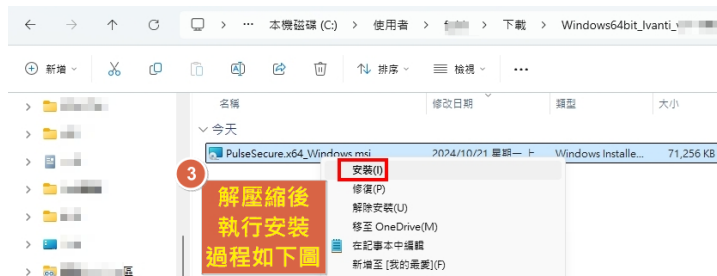 本機磁碟 (C:) > 使用者 > > 下載 > Windows64bit_Ivanti_
新增 排序 檢視
名稱 修改日期 類型 大小
今天
PulseSecure.x64_Windows.msi 2024/10/21 星期一 上 Windows Installe... 71,256 KB
3
安裝(I)
解壓縮後
執行安裝
過程如下圖
修復(P)
解除安裝(U)
移至 OneDrive(M)
在記事本中編輯
新增至 [我的最愛](F)
區